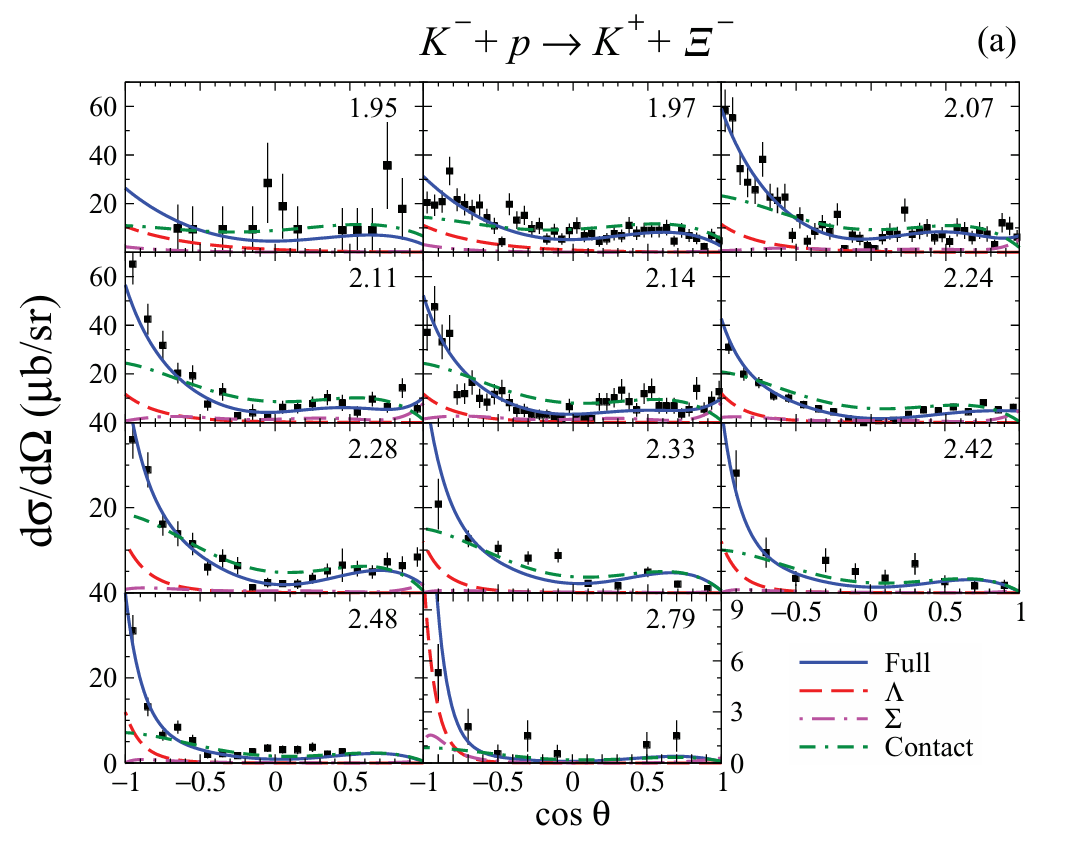 K⁻ + p → K⁺ + Ξ⁻
(a)
dσ/dΩ (μb/sr)
60 40 20 1.95 1.97 2.07
60 40 20 2.11 2.14 2.24
40 20 2.28 2.33 2.42
40 20 0 2.48 2.79 9 6 3 0
−0.5 0 0.5 1
Full
Λ
Σ
Contact
−1 −0.5 0 0.5 −1 −0.5 0 0.5 1
cos θ